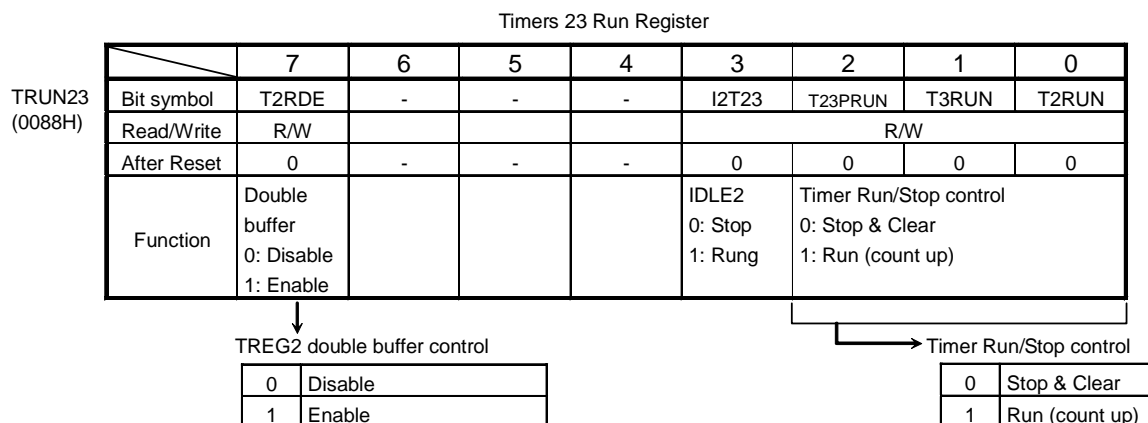 Timers 23 Run Register
7 6 5 4 3 2 1 0
TRUN23
(0088H)
Bit symbol T2RDE - - - I2T23 T23PRUN T3RUN T2RUN
Read/Write R/W R/W
After Reset 0 - - - 0 0 0 0
Function
Double
buffer
0: Disable
1: Enable
IDLE2
0: Stop
1: Rung
Timer Run/Stop control
0: Stop & Clear
1: Run (count up)
TREG2 double buffer control
0 Disable
1 Enable
Timer Run/Stop control
0 Stop & Clear
1 Run (count up)